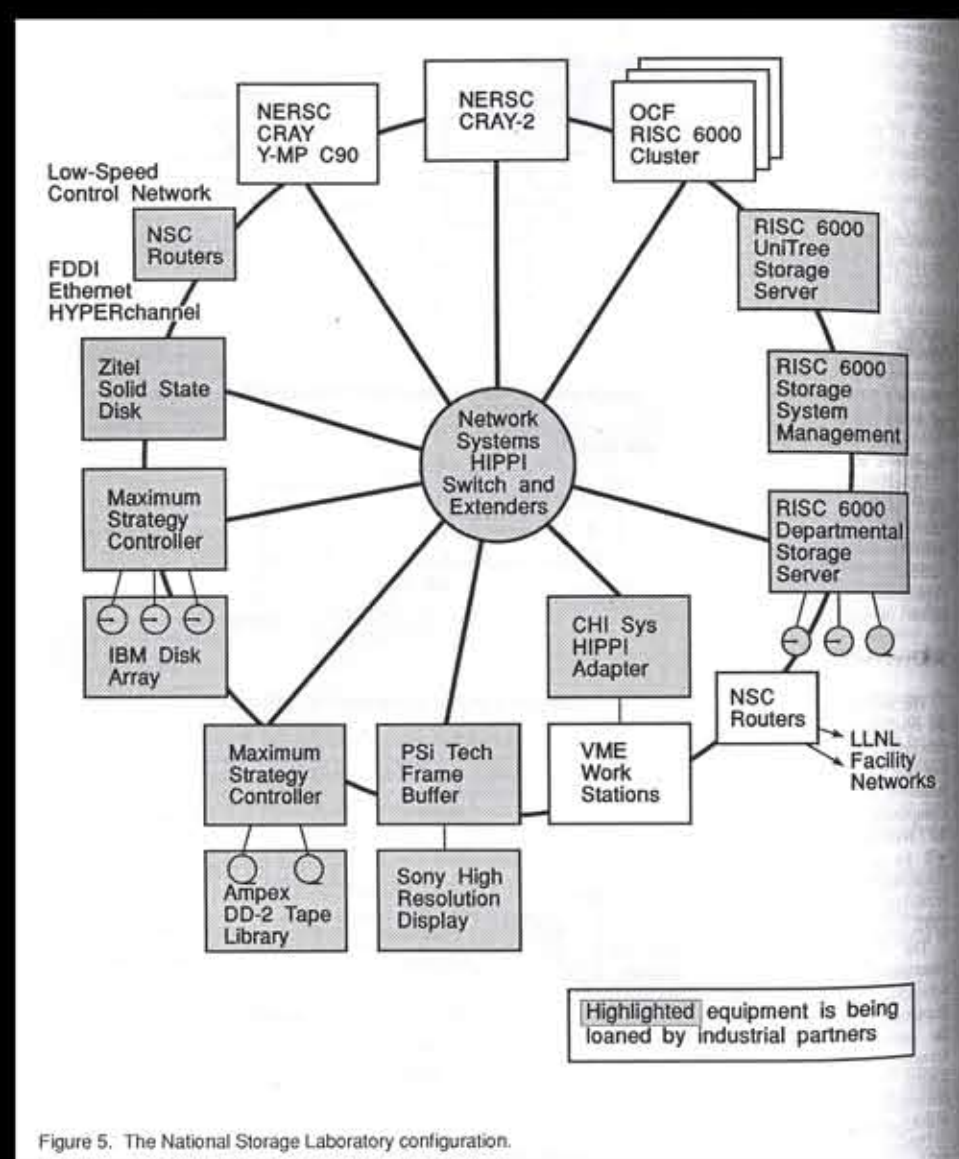 NERSC
CRAY
Y-MP C90
NERSC
CRAY-2
OCF
RISC 6000
Cluster
Low-Speed
Control Network
NSC
Routers
RISC 6000
UniTree
Storage
Server
FDDI
Ethernet
HYPERchannel
Zitel
Solid State
Disk
RISC 6000
Storage
System
Management
Network
Systems
HIPPI
Switch and
Extenders
Maximum
Strategy
Controller
RISC 6000
Departmental
Storage
Server
IBM Disk
Array
CHI Sys
HIPPI
Adapter
NSC
Routers
LLNL
Facility
Networks
Maximum
Strategy
Controller
PSi Tech
Frame
Buffer
VME
Work
Stations
Ampex
DD-2 Tape
Library
Sony High
Resolution
Display
Highlighted equipment is being
loaned by industrial partners
Figure 5. The National Storage Laboratory configuration.